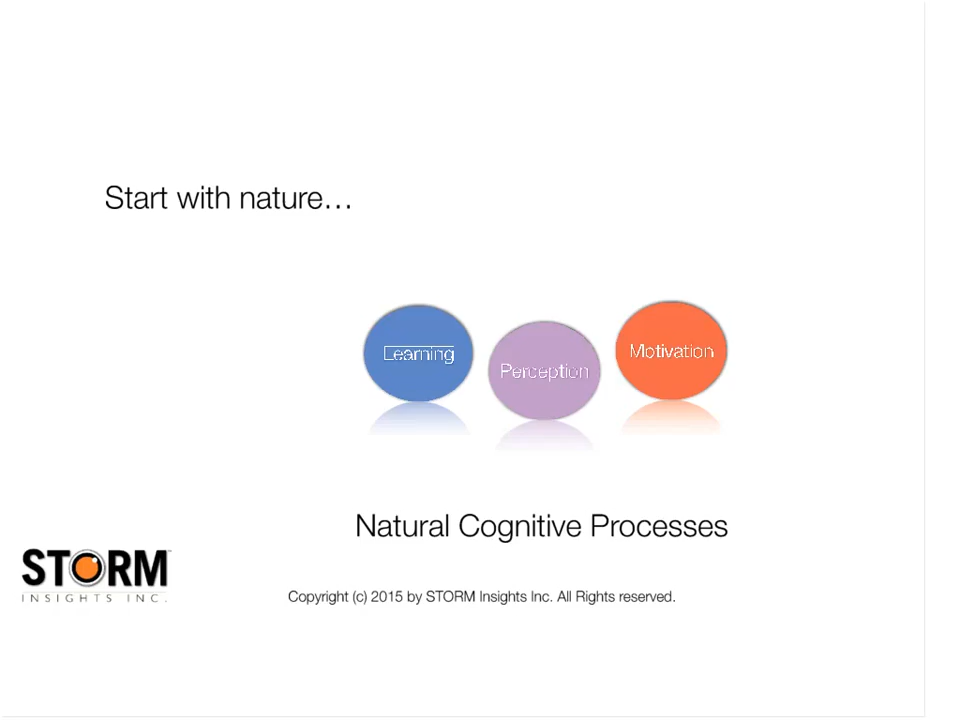 Start with nature…
Learning
Perception
Motivation
Natural Cognitive Processes
STORM™
INSIGHTS INC.
Copyright (c) 2015 by STORM Insights Inc. All Rights reserved.